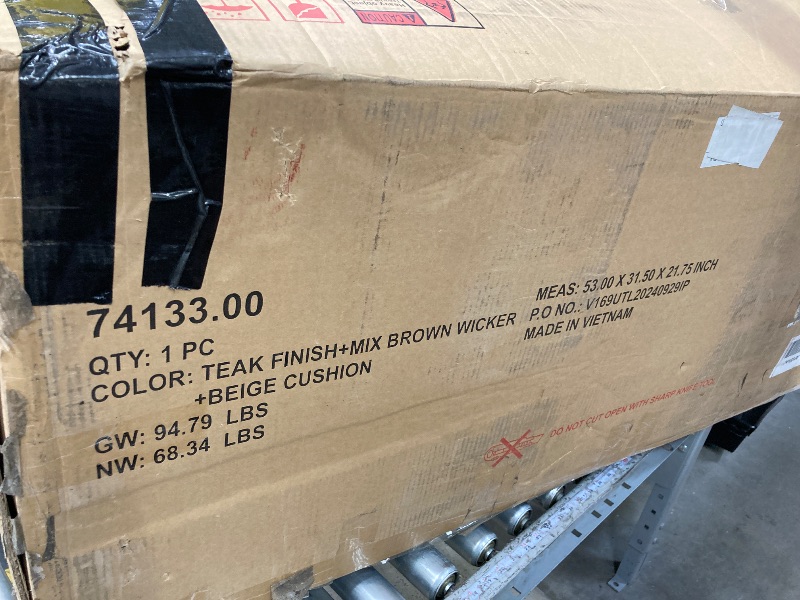 CAUTION
74133.00
QTY: 1 PC
COLOR: TEAK FINISH+MIX BROWN WICKER
+BEIGE CUSHION
GW: 94.79 LBS
NW: 68.34 LBS
MEAS: 53.00 X 31.50 X 21.75 INCH
P.O NO.: V169UTL20240929IP
MADE IN VIETNAM
DO NOT CUT OPEN WITH SHARP KNIFE TOOL